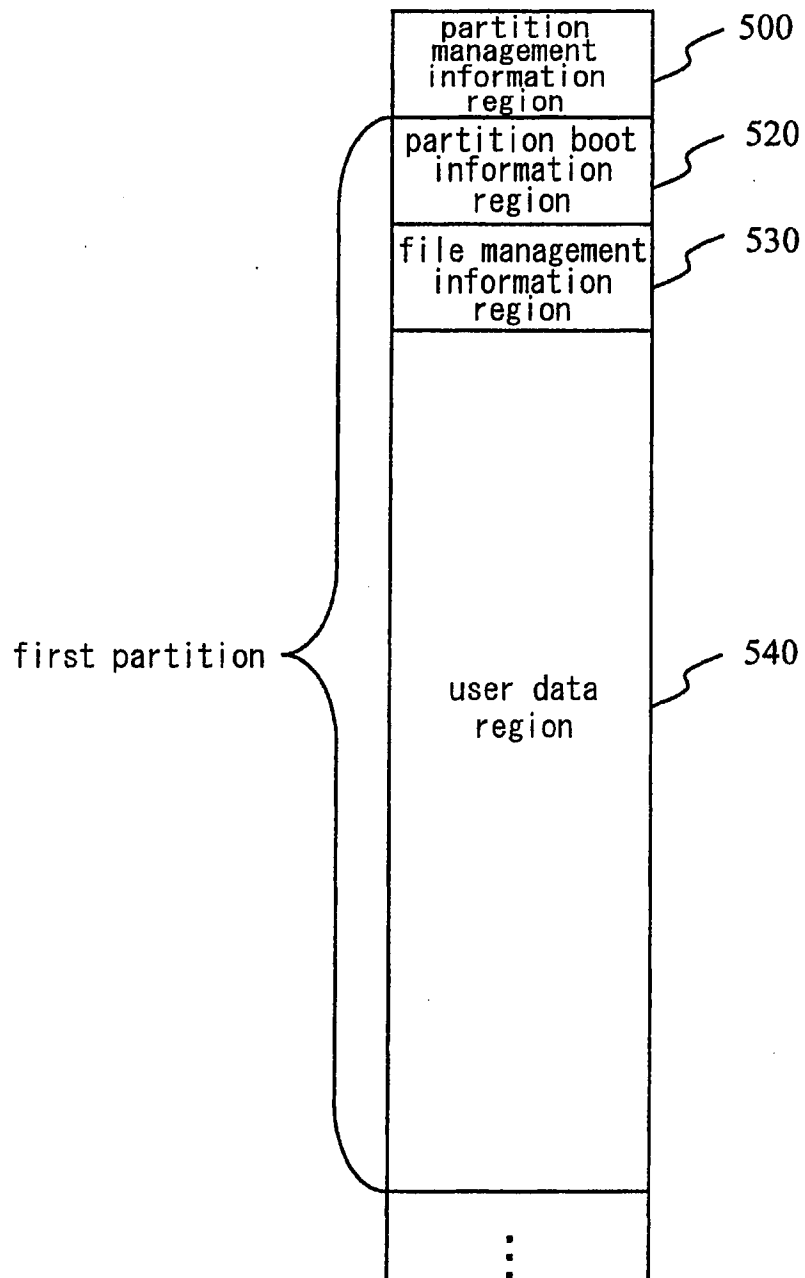 partition
management
information
region
500
partition boot
information
region
520
file management
information
region
530
first partition
user data
region
540